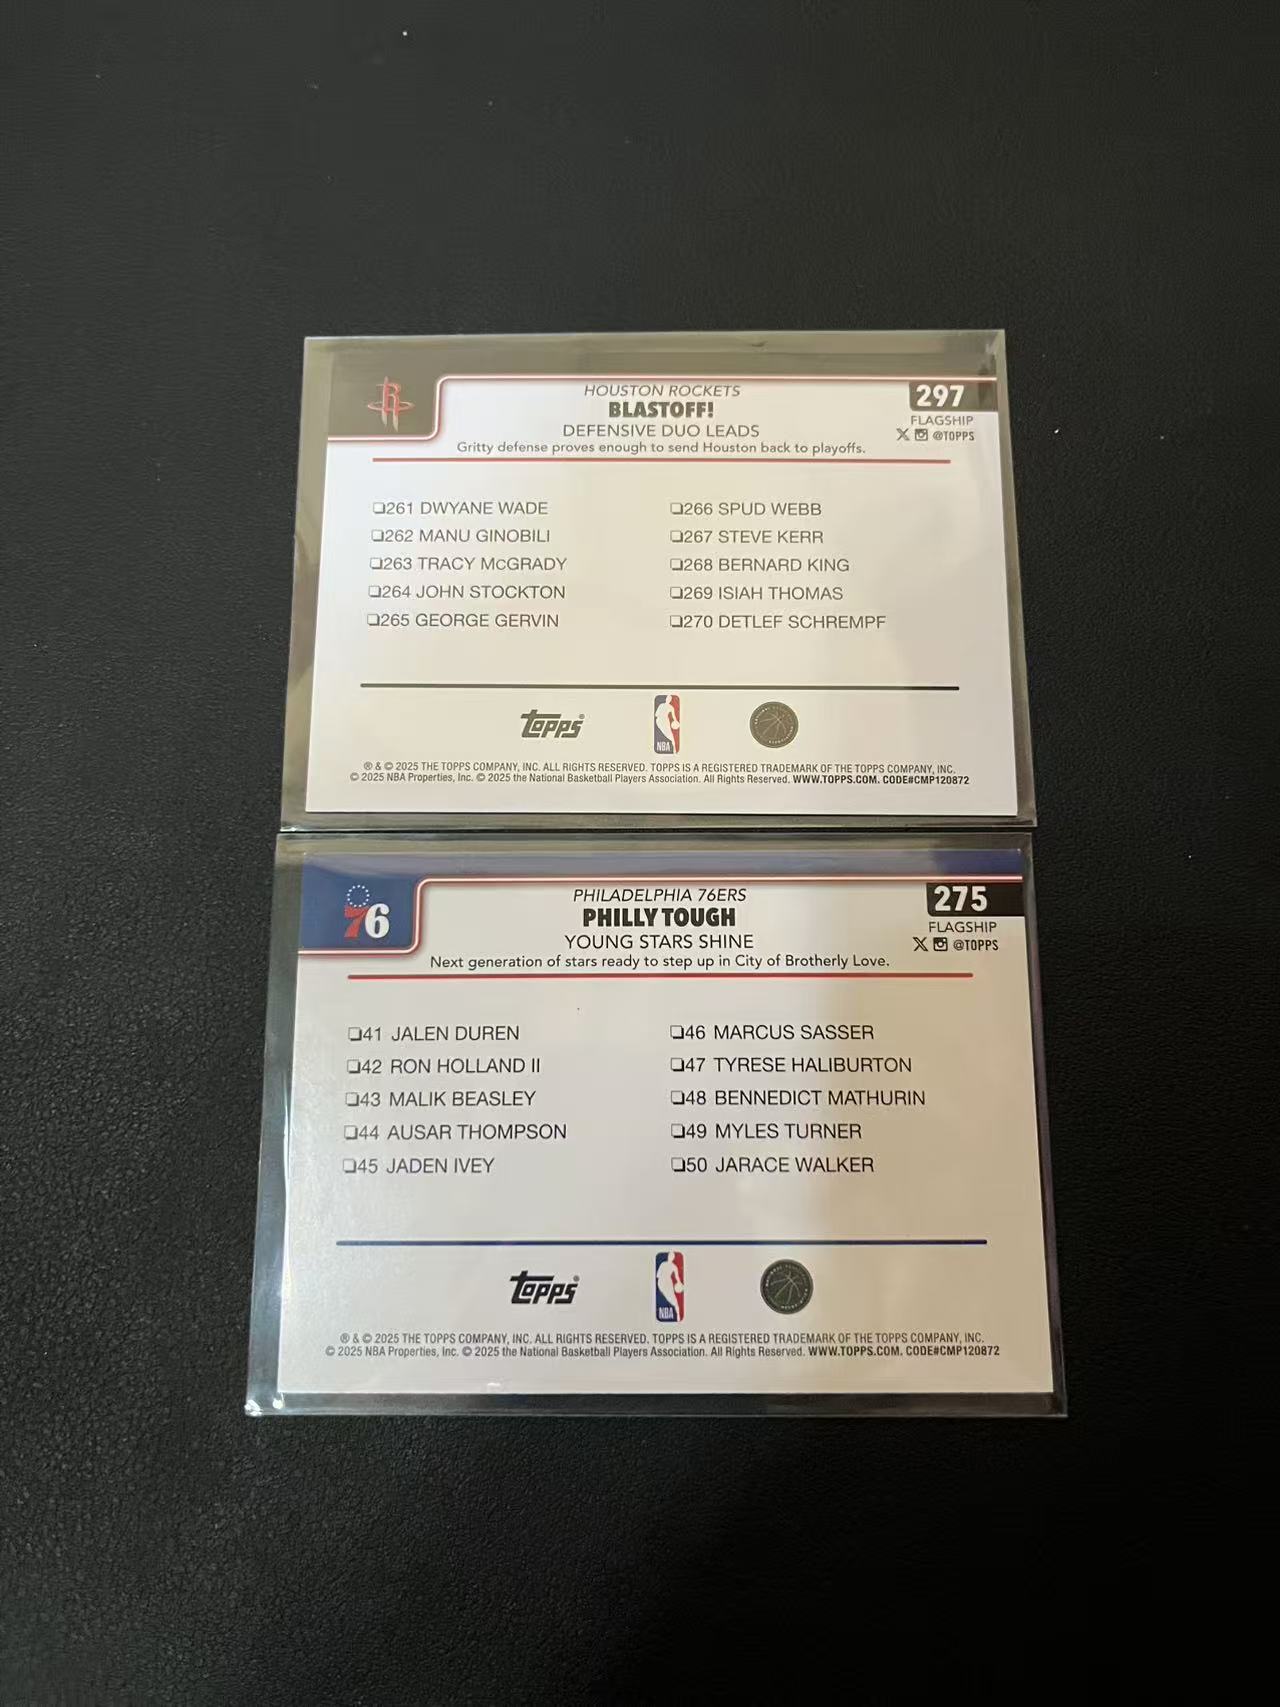 HOUSTON ROCKETS
BLASTOFF!
DEFENSIVE DUO LEADS
Gritty defense proves enough to send Houston back to playoffs.
297
FLAGSHIP
X @TOPPS
❏261 DWYANE WADE
❏262 MANU GINOBILI
❏263 TRACY McGRADY
❏264 JOHN STOCKTON
❏265 GEORGE GERVIN
❏266 SPUD WEBB
❏267 STEVE KERR
❏268 BERNARD KING
❏269 ISIAH THOMAS
❏270 DETLEF SCHREMPF
topps®
NBA
® & © 2025 THE TOPPS COMPANY, INC. ALL RIGHTS RESERVED. TOPPS IS A REGISTERED TRADEMARK OF THE TOPPS COMPANY, INC.
© 2025 NBA Properties, Inc. © 2025 the National Basketball Players Association. All Rights Reserved. WWW.TOPPS.COM. CODE#CMP120872
76
PHILADELPHIA 76ERS
PHILLY TOUGH
YOUNG STARS SHINE
Next generation of stars ready to step up in City of Brotherly Love.
275
FLAGSHIP
X @TOPPS
❏41 JALEN DUREN
❏42 RON HOLLAND II
❏43 MALIK BEASLEY
❏44 AUSAR THOMPSON
❏45 JADEN IVEY
❏46 MARCUS SASSER
❏47 TYRESE HALIBURTON
❏48 BENNEDICT MATHURIN
❏49 MYLES TURNER
❏50 JARACE WALKER
topps®
NBA
® & © 2025 THE TOPPS COMPANY, INC. ALL RIGHTS RESERVED. TOPPS IS A REGISTERED TRADEMARK OF THE TOPPS COMPANY, INC.
© 2025 NBA Properties, Inc. © 2025 the National Basketball Players Association. All Rights Reserved. WWW.TOPPS.COM. CODE#CMP120872